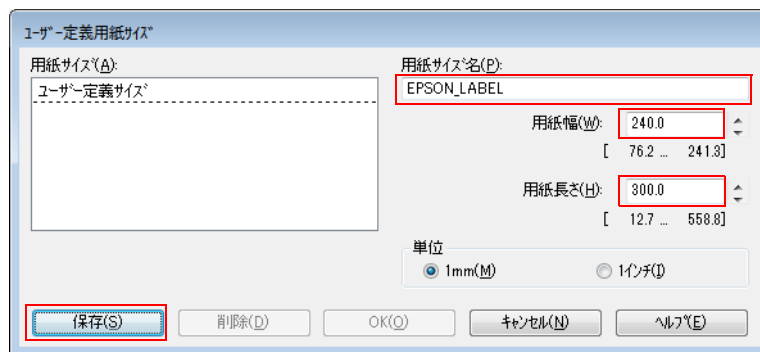 ユーザー定義用紙サイズ
用紙サイズ(A):
ユーザー定義サイズ
用紙サイズ名(P):
EPSON_LABEL
用紙幅(W): 240.0
[ 76.2 ... 241.3]
用紙長さ(H): 300.0
[ 12.7 ... 558.8]
単位
1mm(M) 1インチ(I)
保存(S) 削除(D) OK(O) キャンセル(N) ヘルプ(E)